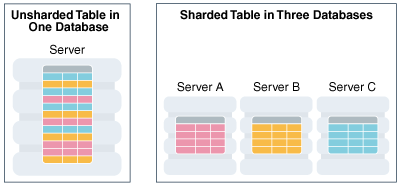 Unsharded Table in
One Database
Server
Sharded Table in Three Databases
Server A
Server B
Server C